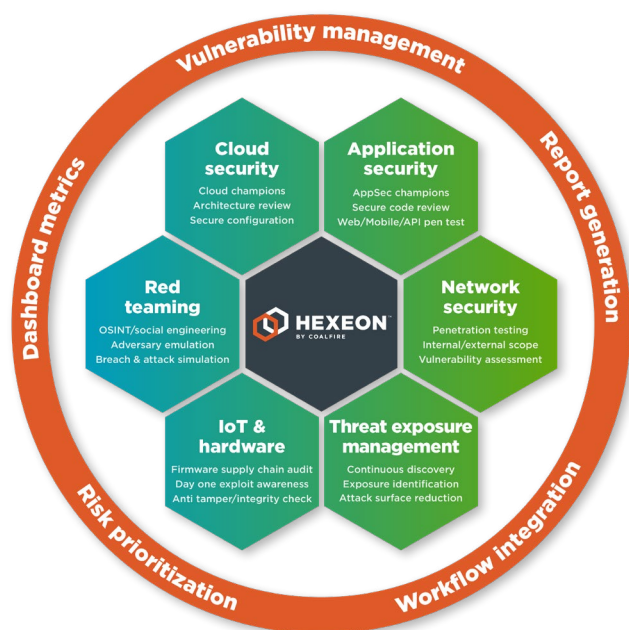 Vulnerability management
Report generation
Workflow integration
Risk prioritization
Dashboard metrics
Cloud
security
Cloud champions
Architecture review
Secure configuration
Application
security
AppSec champions
Secure code review
Web/Mobile/API pen test
Red
teaming
OSINT/social engineering
Adversary emulation
Breach & attack simulation
HEXEON™
BY COALFIRE
Network
security
Penetration testing
Internal/external scope
Vulnerability assessment
IoT &
hardware
Firmware supply chain audit
Day one exploit awareness
Anti tamper/integrity check
Threat exposure
management
Continuous discovery
Exposure identification
Attack surface reduction